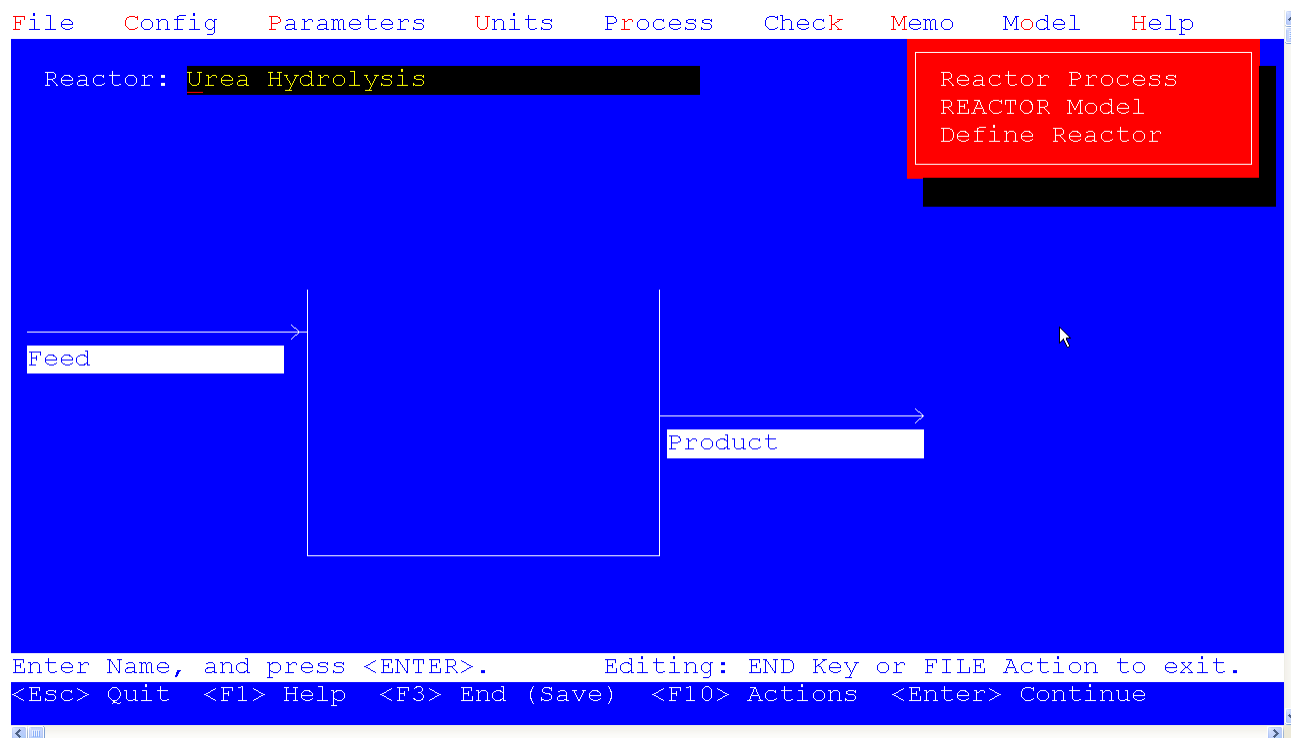 File Config Parameters Units Process Check Memo Model Help
Reactor: Urea Hydrolysis
Reactor Process
REACTOR Model
Define Reactor
Feed
Product
Enter Name, and press <ENTER>. Editing: END Key or FILE Action to exit.
<Esc> Quit <F1> Help <F3> End (Save) <F10> Actions <Enter> Continue